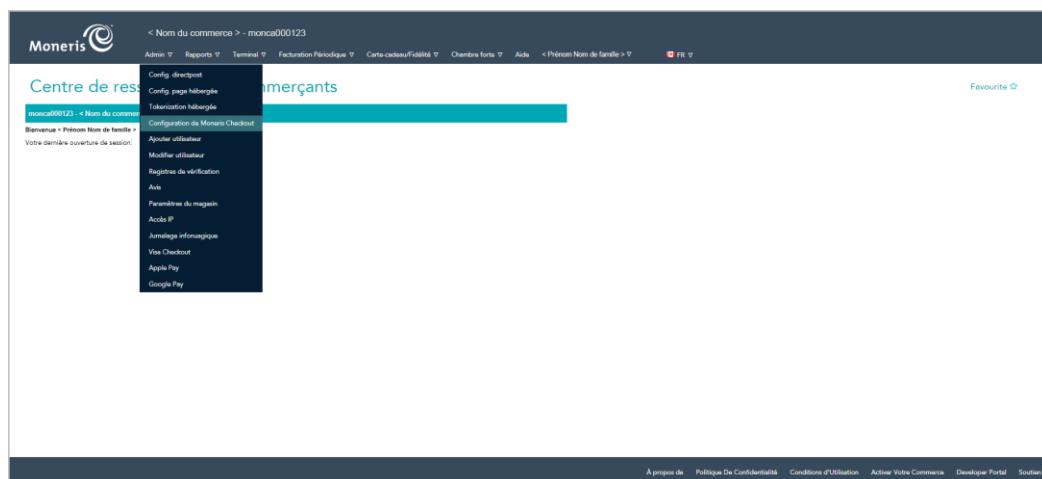 Moneris
< Nom du commerce > - monca000123
Admin Rapports Terminal Facturation Périodique Carte-cadeau/Fidélité Chambre forte Aide < Prénom Nom de famille > FR
Config. directpost
Centre de ress merçants
Favourite
Config. page hébergée
Tokenization hébergée
monca000123 - < Nom du commer
Configuration de Moneris Checkout
Bienvenue < Prénom Nom de famille >
Ajouter utilisateur
Votre dernière ouverture de session:
Modifier utilisateur
Registres de vérification
Avis
Paramètres du magasin
Accès IP
Jumelage infonuagique
Visa Checkout
Apple Pay
Google Pay
À propos de Politique De Confidentialité Conditions d'Utilisation Activer Votre Commerce Developer Portal Soutien